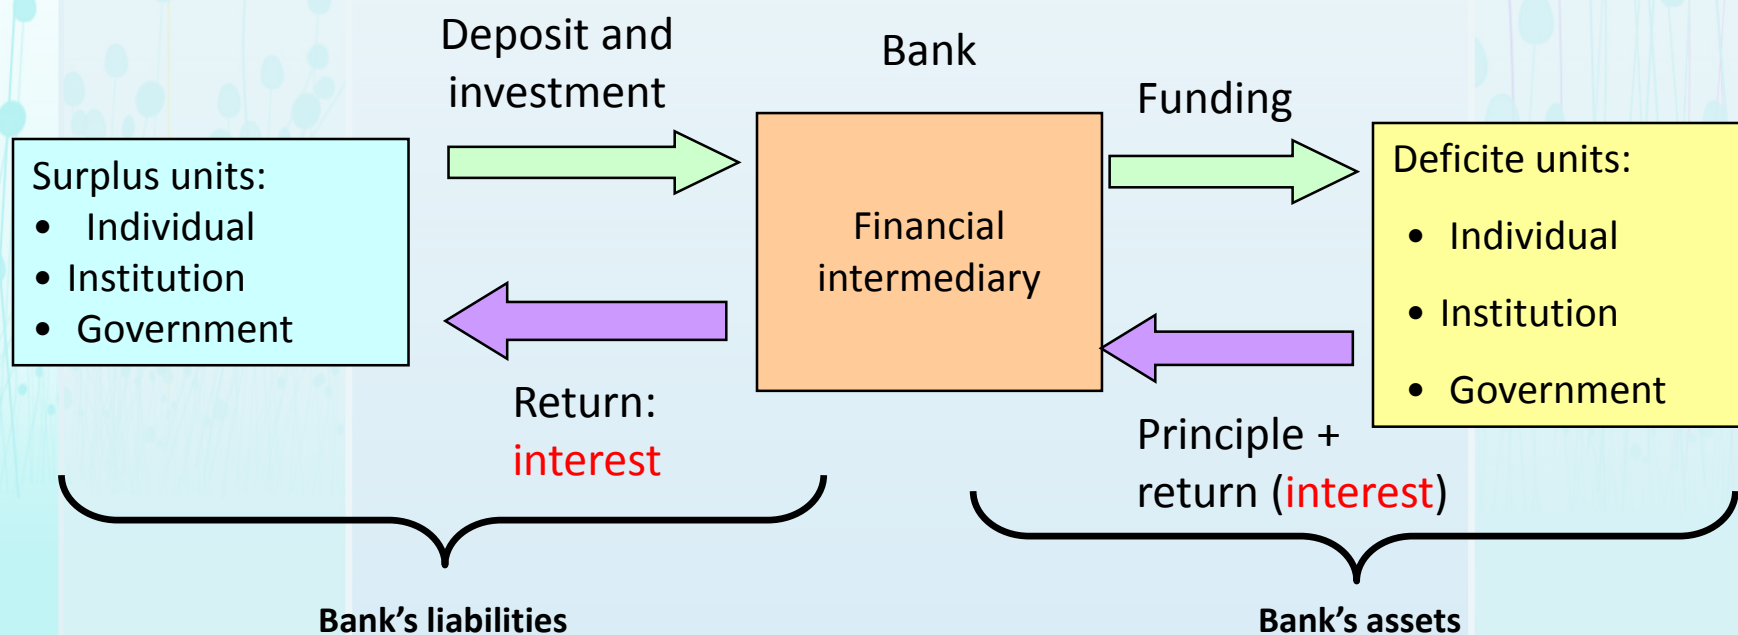 Deposit and
investment
Bank
Funding
Surplus units:
• Individual
• Institution
• Government
Financial
intermediary
Deficite units:
• Individual
• Institution
• Government
Return:
interest
Principle +
return (interest)
Bank’s liabilities
Bank’s assets